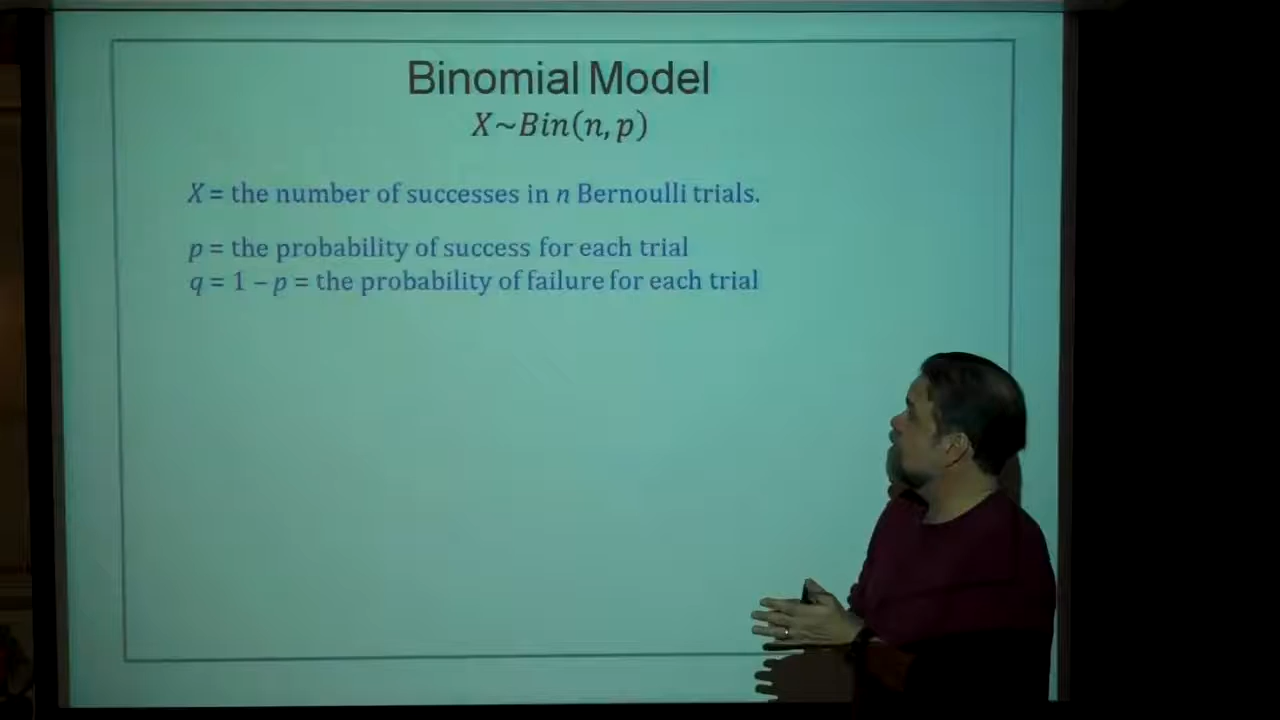 Binomial Model
X~Bin(n, p)
X = the number of successes in n Bernoulli trials.
p = the probability of success for each trial
q = 1 – p = the probability of failure for each trial